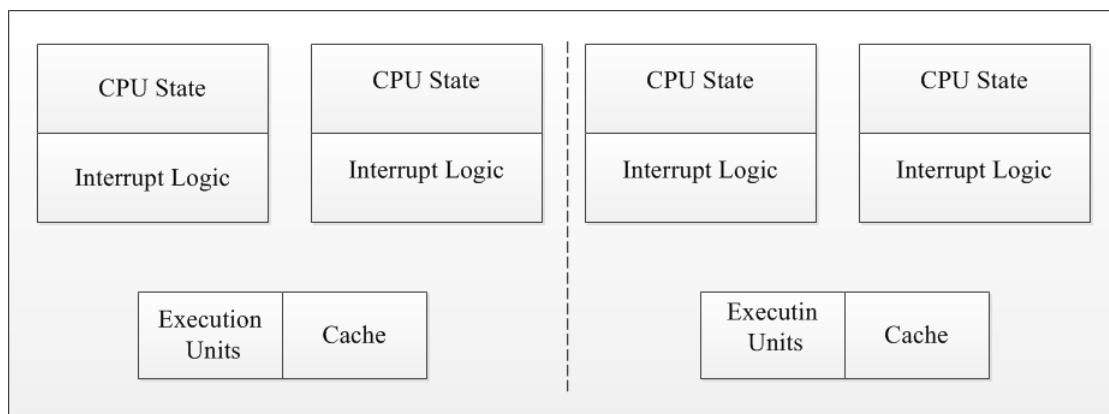 CPU State
CPU State
CPU State
CPU State
Interrupt Logic
Interrupt Logic
Interrupt Logic
Interrupt Logic
Execution
Units
Cache
Executin
Units
Cache